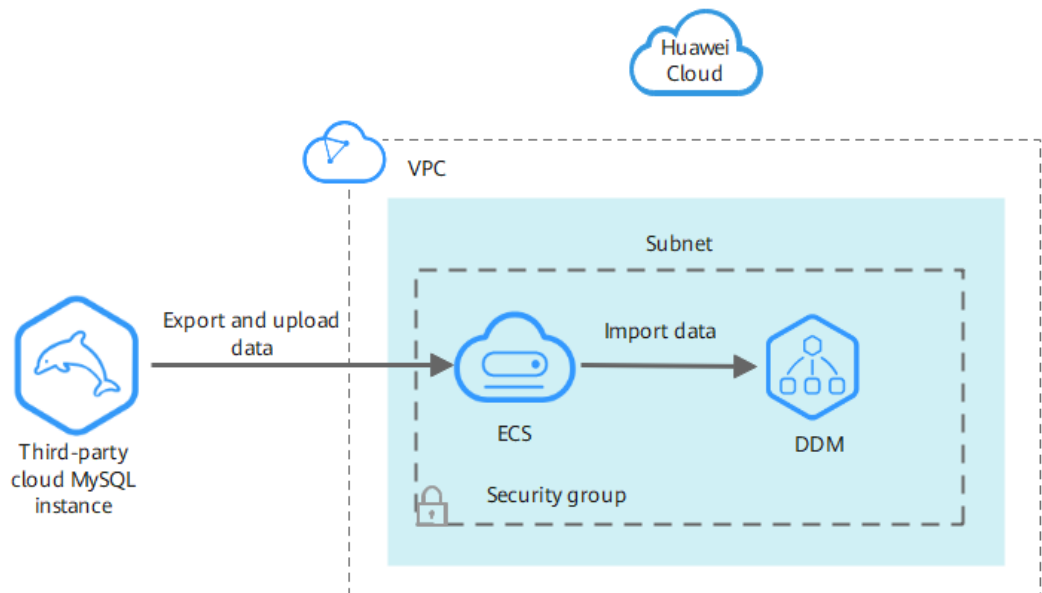 Huawei
Cloud
VPC
Subnet
Export and upload
data
Import data
ECS
DDM
Third-party
cloud MySQL
instance
Security group